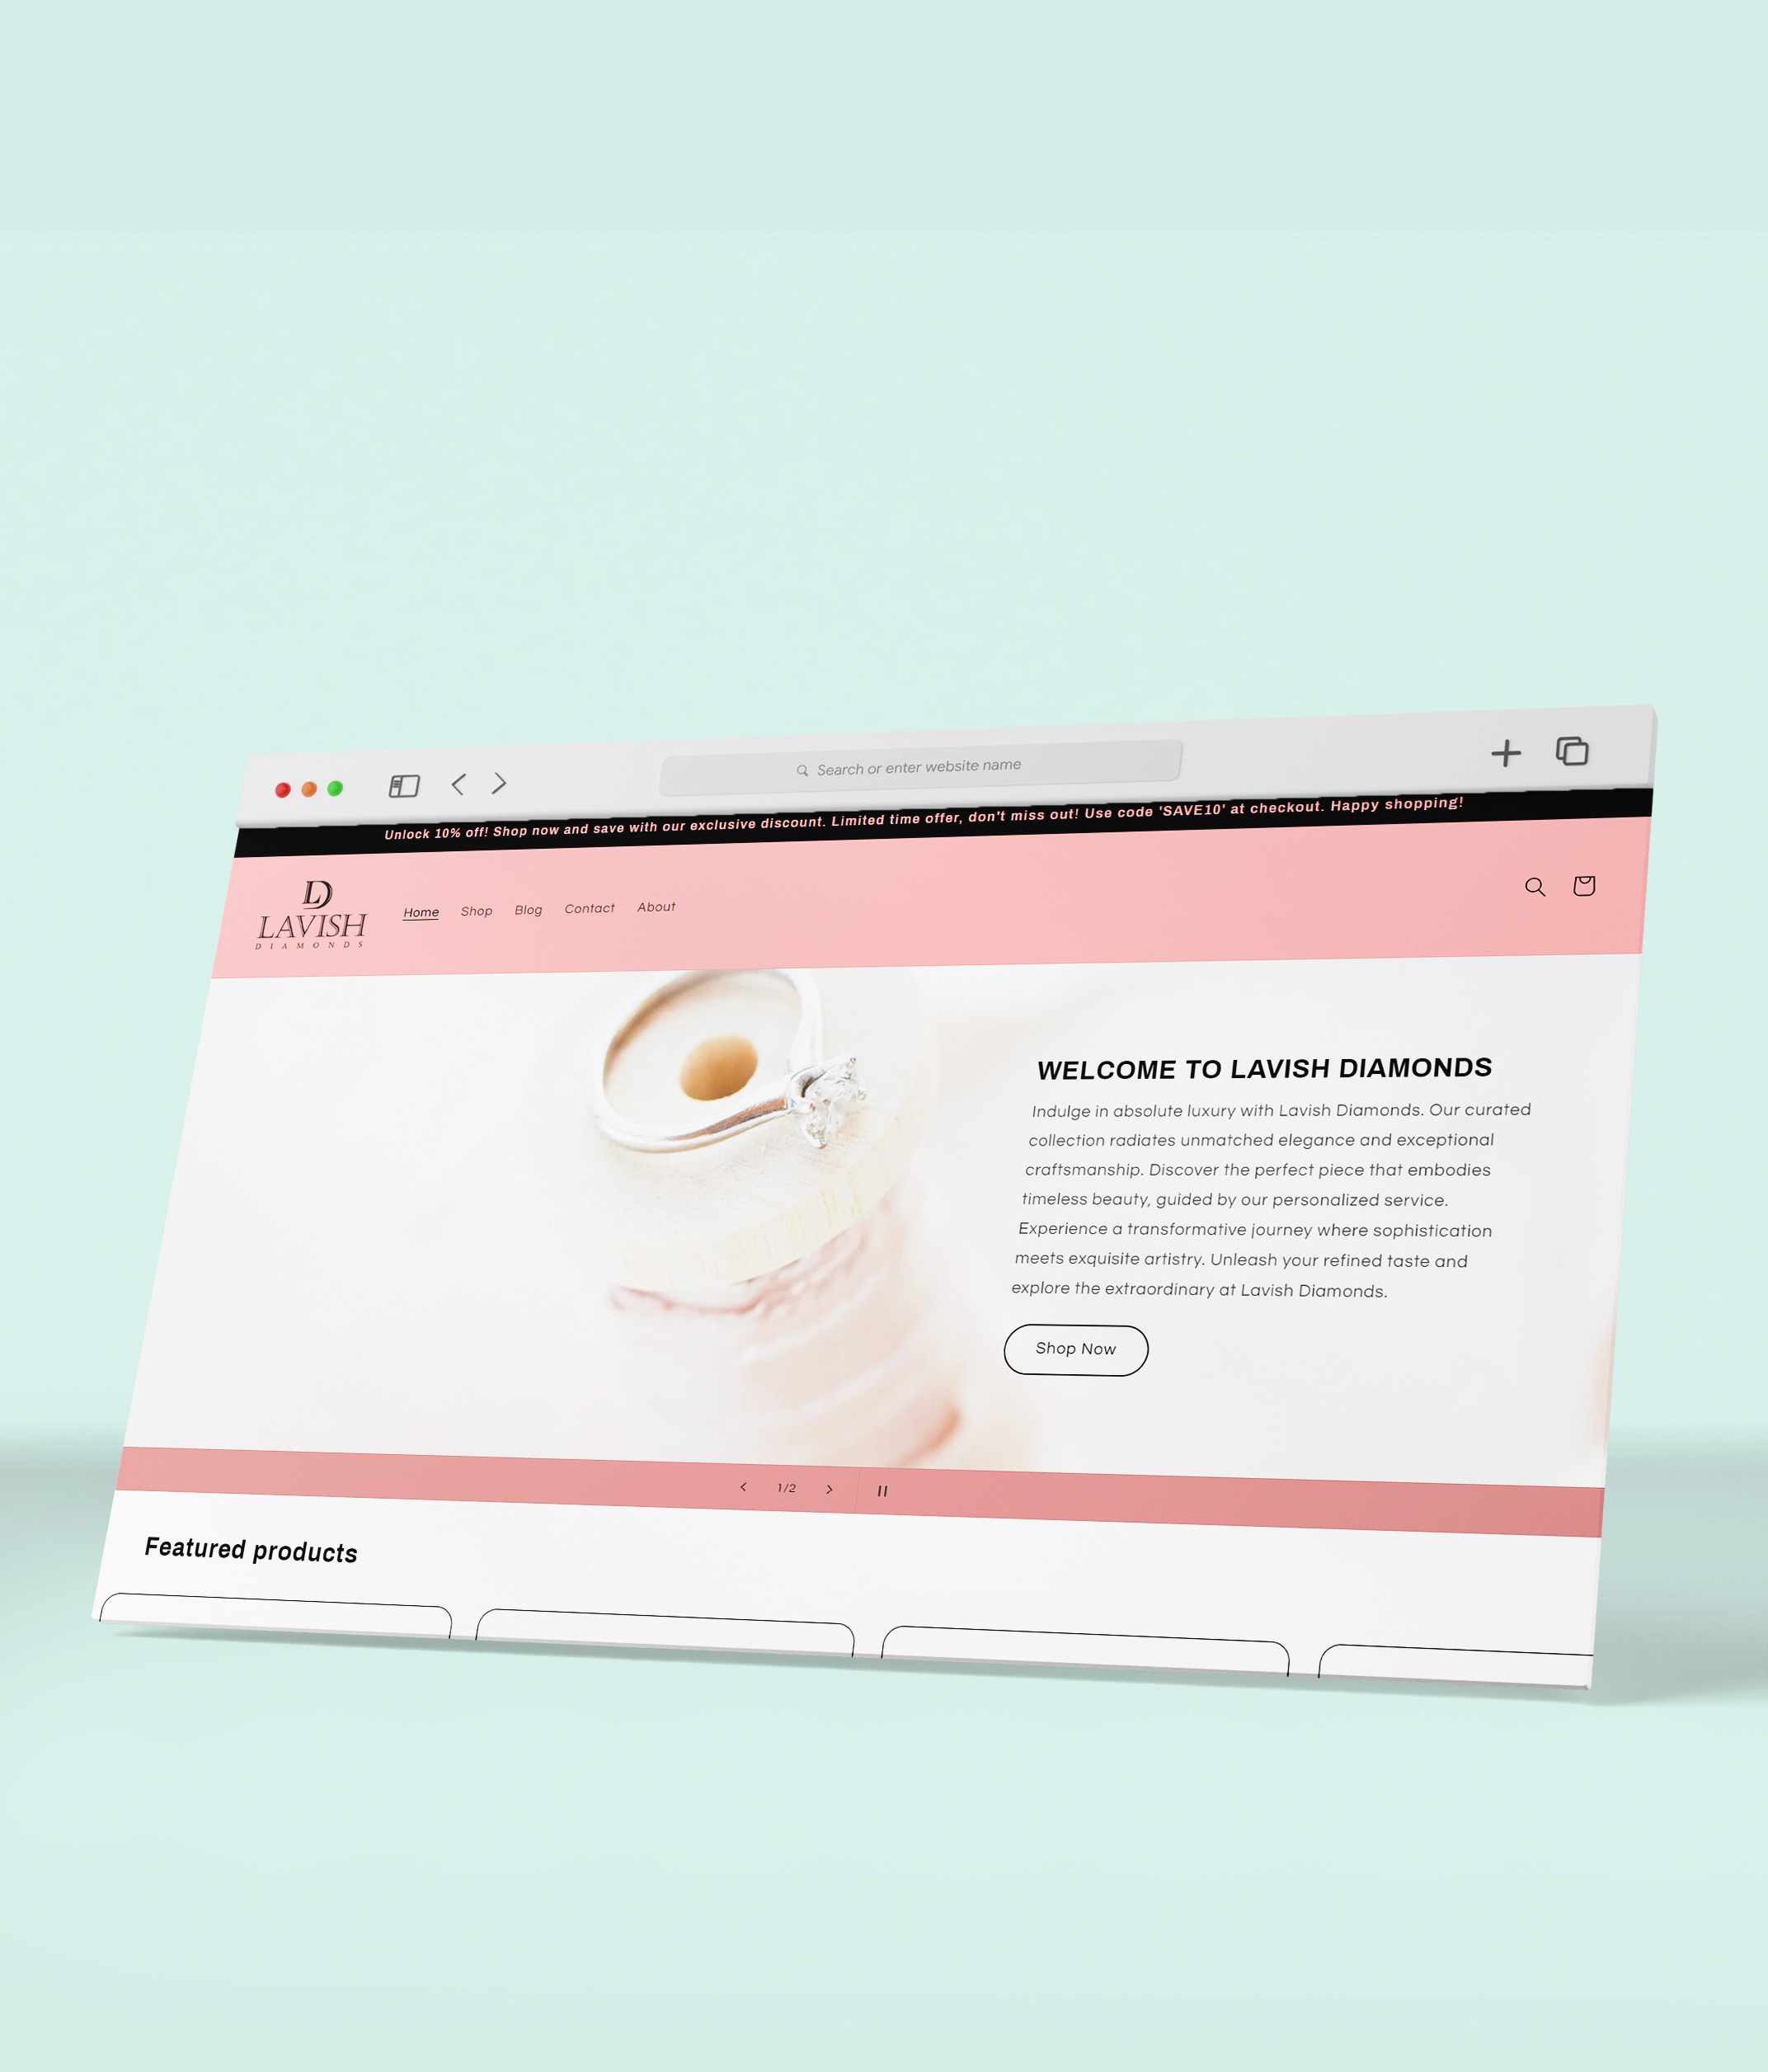 Search or enter website name
Unlock 10% off! Shop now and save with our exclusive discount. Limited time offer, don't miss out! Use code 'SAVE10' at checkout. Happy shopping!
LD
LAVISH
DIAMONDS
Home Shop Blog Contact About
WELCOME TO LAVISH DIAMONDS
Indulge in absolute luxury with Lavish Diamonds. Our curated
collection radiates unmatched elegance and exceptional
craftsmanship. Discover the perfect piece that embodies
timeless beauty, guided by our personalized service.
Experience a transformative journey where sophistication
meets exquisite artistry. Unleash your refined taste and
explore the extraordinary at Lavish Diamonds.
Shop Now
1/2
Featured products